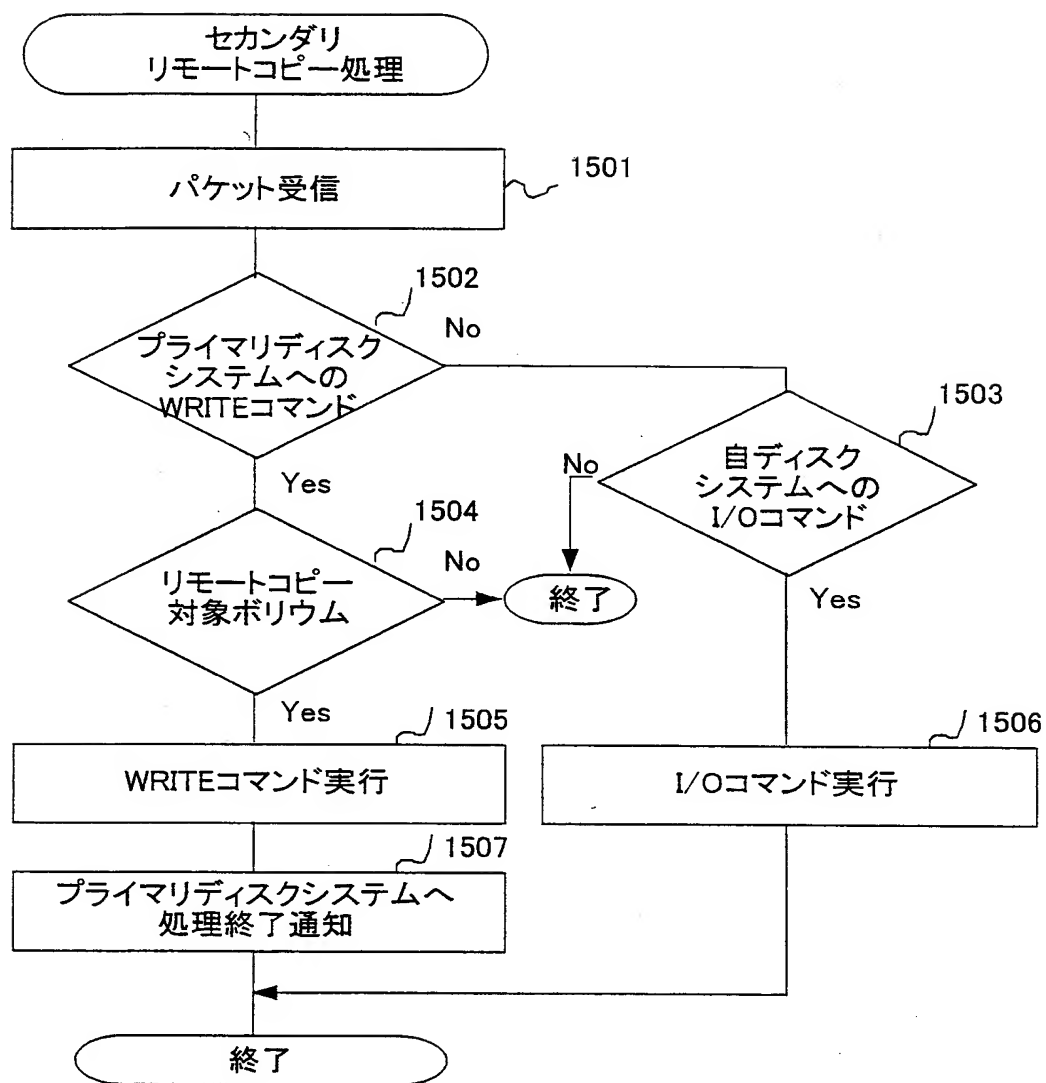 セカンダリ
リモートコピー処理
パケット受信
1501
1502
No
プライマリディスク
システムへの
WRITEコマンド
1503
No
自ディスク
システムへの
I/Oコマンド
Yes
1504
No
リモートコピー
対象ボリウム
終了
Yes
Yes
1505
WRITEコマンド実行
1506
I/Oコマンド実行
1507
プライマリディスクシステムへ
処理終了通知
終了